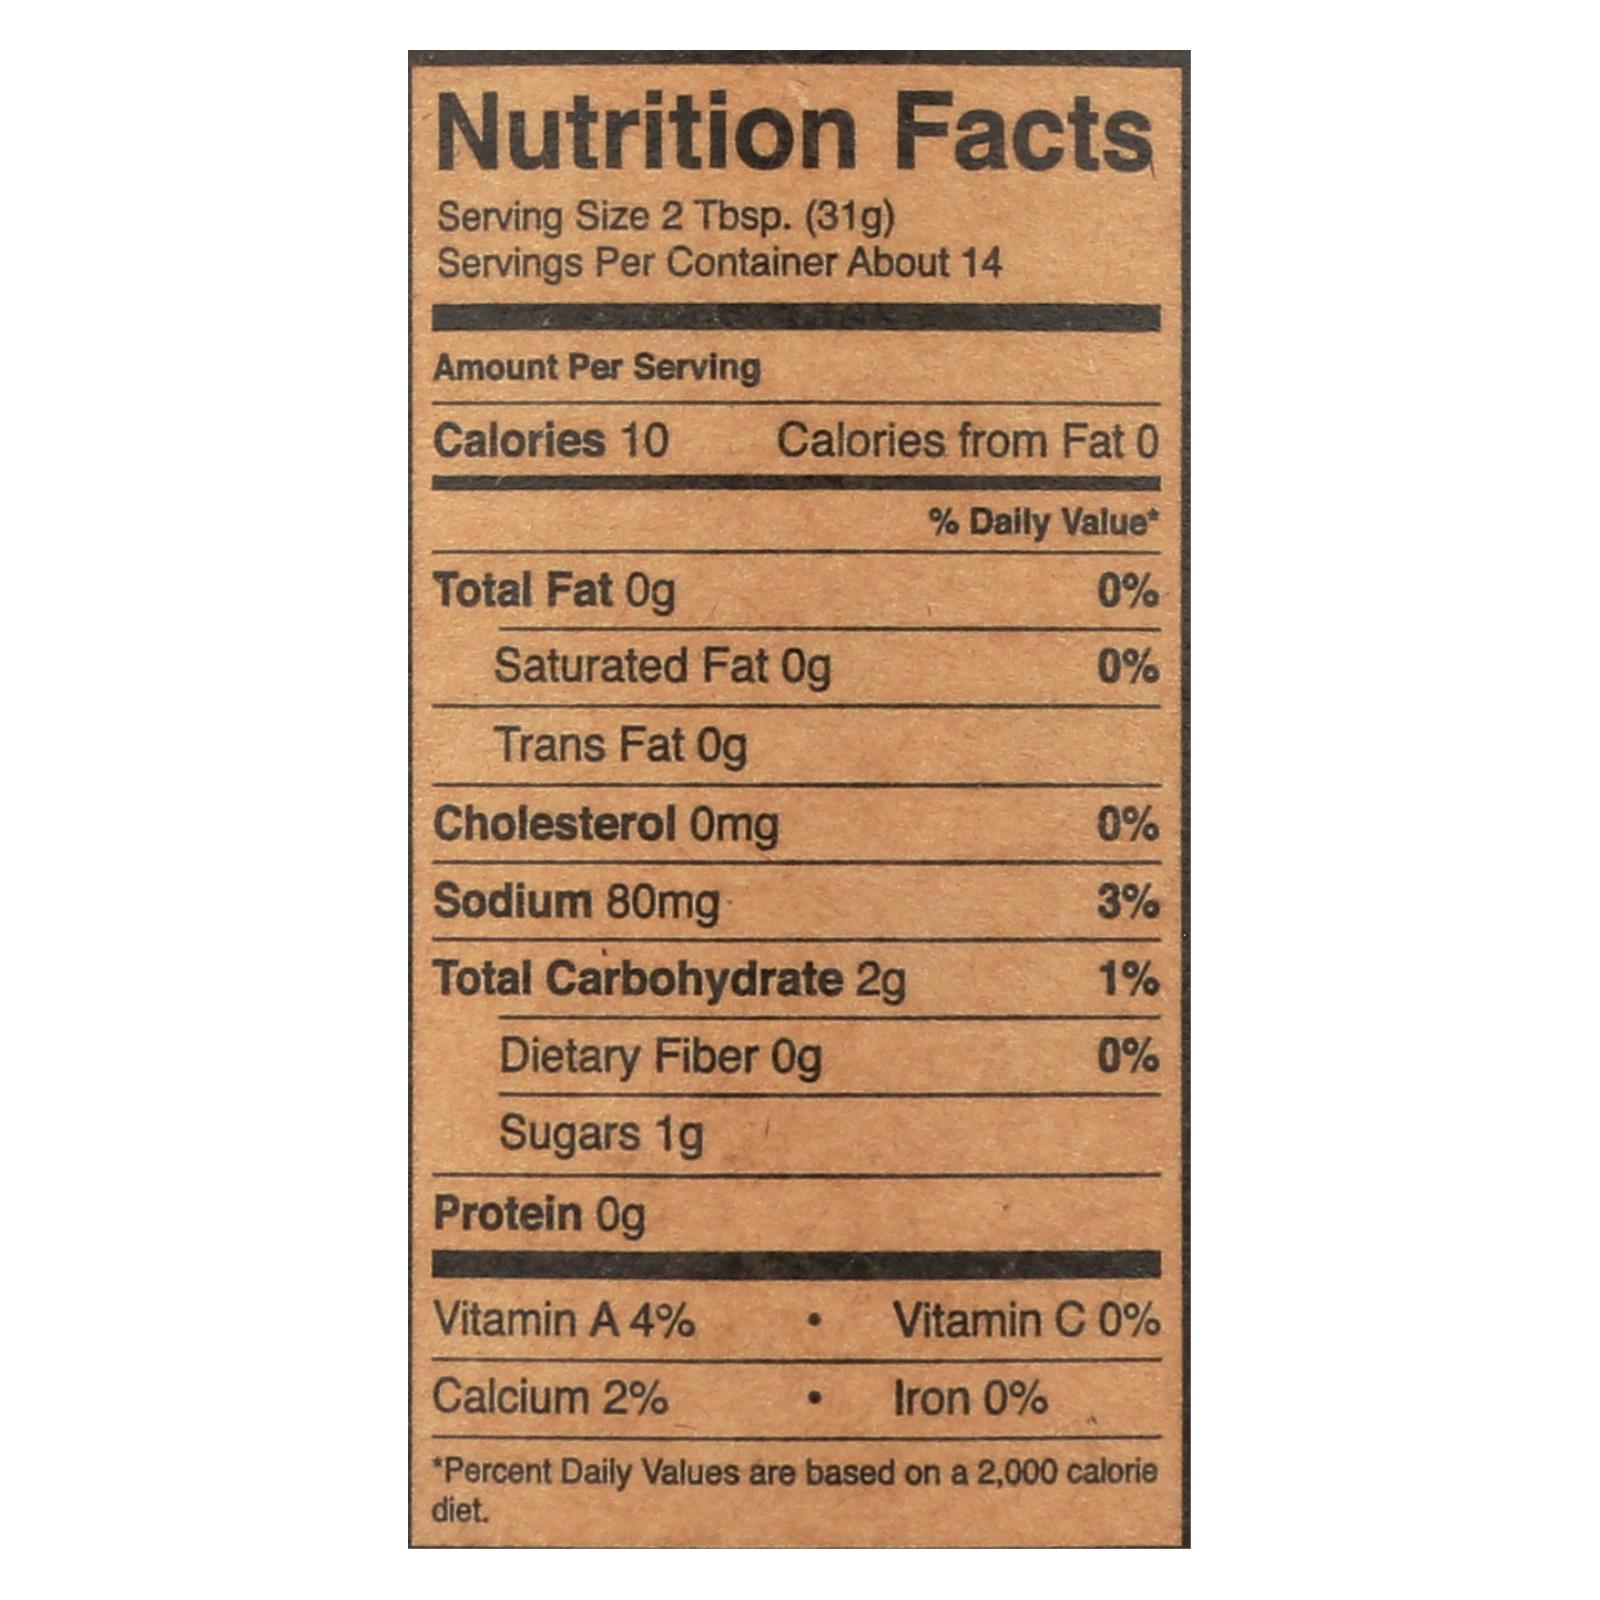 Nutrition Facts
Serving Size 2 Tbsp. (31g)
Servings Per Container About 14
Amount Per Serving
Calories 10 Calories from Fat 0
% Daily Value*
Total Fat 0g 0%
Saturated Fat 0g 0%
Trans Fat 0g
Cholesterol 0mg 0%
Sodium 80mg 3%
Total Carbohydrate 2g 1%
Dietary Fiber 0g 0%
Sugars 1g
Protein 0g
Vitamin A 4% • Vitamin C 0%
Calcium 2% • Iron 0%
*Percent Daily Values are based on a 2,000 calorie
diet.